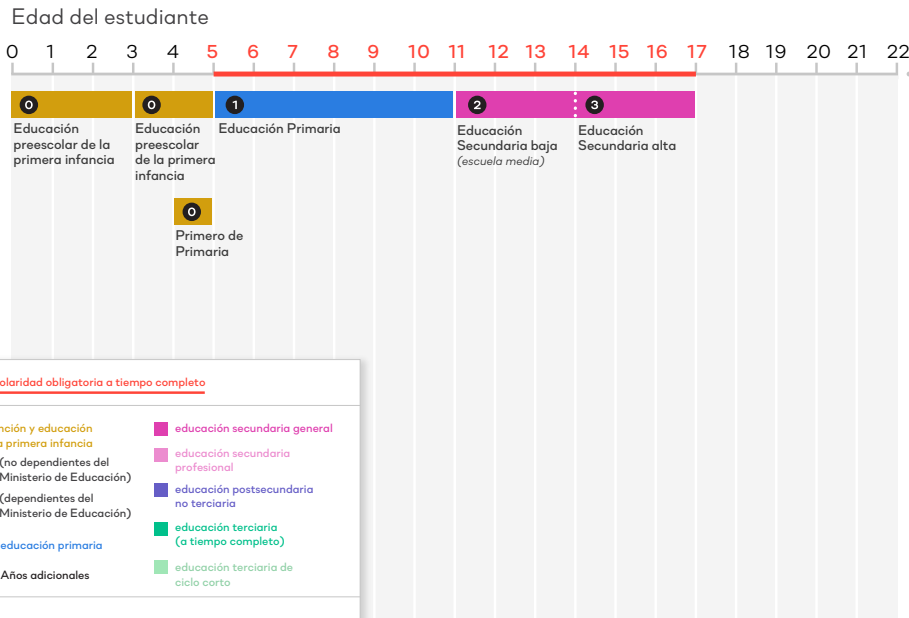 Edad del estudiante
0 1 2 3 4 5 6 7 8 9 10 11 12 13 14 15 16 17 18 19 20 21 22
0 0 1 2 3
Educación
preescolar de la
primera infancia
Educación
preescolar
de la primera
infancia
Educación Primaria
Educación
Secundaria baja
(escuela media)
Educación
Secundaria alta
0
Primero de
Primaria
olaridad obligatoria a tiempo completo
nción y educación
a primera infancia
(no dependientes del
Ministerio de Educación)
(dependientes del
Ministerio de Educación)
educación primaria
Años adicionales
educación secundaria general
educación secundaria
profesional
educación postsecundaria
no terciaria
educación terciaria
(a tiempo completo)
educación terciaria de
ciclo corto